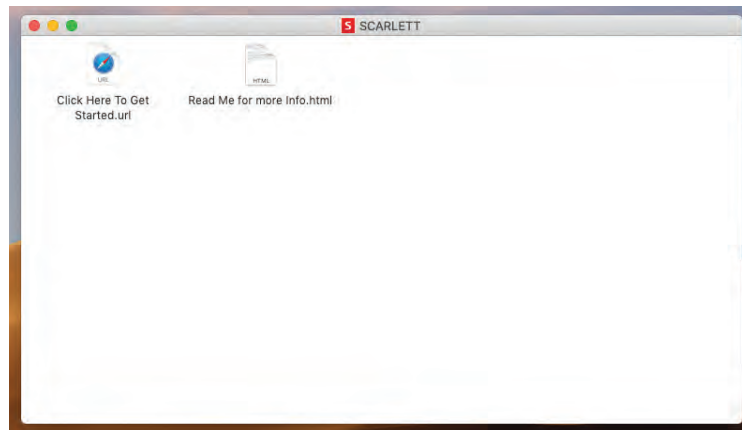 S SCARLETT
URL
HTML
Click Here To Get
Started.url
Read Me for more Info.html